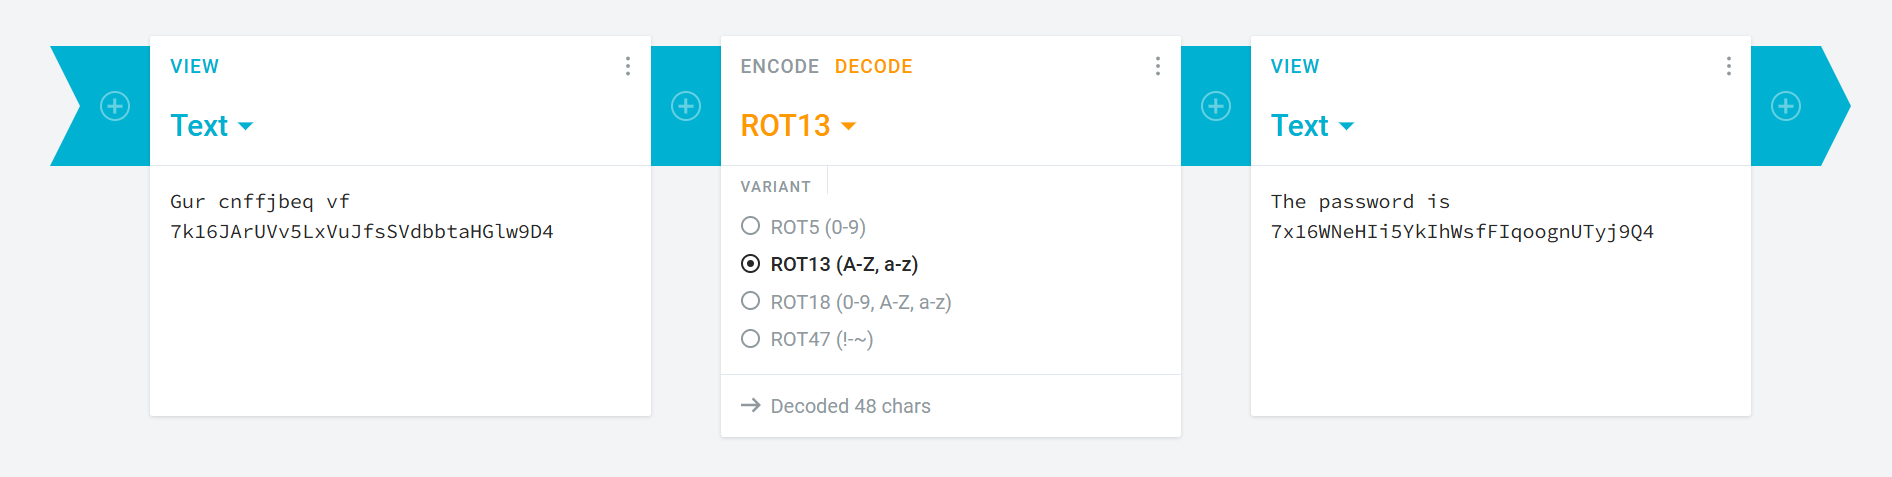 VIEW
Text
Gur cnffjbeq vf
7k16JArUVv5LxVuJfsSVdbbtaHGlw9D4
ENCODE DECODE
ROT13
VARIANT
ROT5 (0-9)
ROT13 (A-Z, a-z)
ROT18 (0-9, A-Z, a-z)
ROT47 (!-~)
→ Decoded 48 chars
VIEW
Text
The password is
7x16WNeHIi5YkIhWsfFIqoognUTyj9Q4